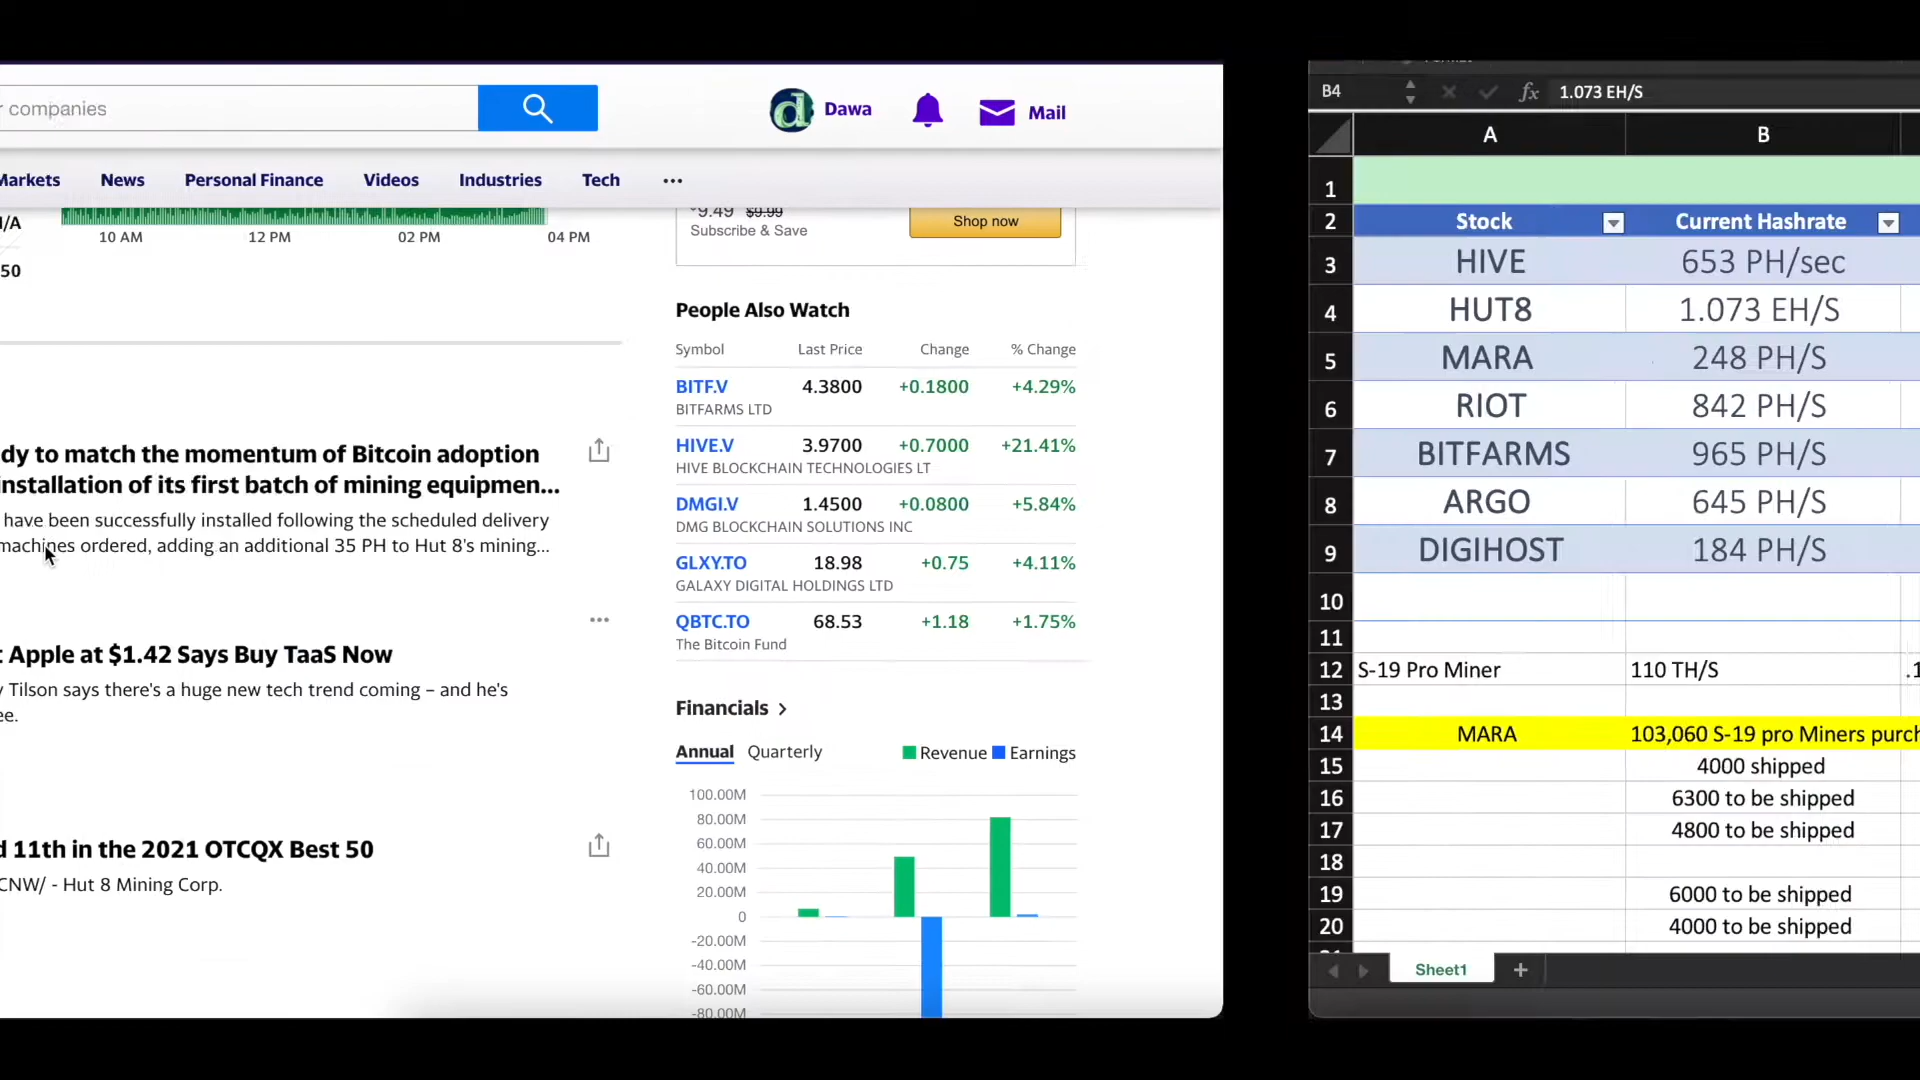 companies
Dawa
Mail
Markets News Personal Finance Videos Industries Tech ...
10 AM 12 PM 02 PM 04 PM
50
$9.99
Subscribe & Save
Shop now
dy to match the momentum of Bitcoin adoption
installation of its first batch of mining equipmen...
have been successfully installed following the scheduled delivery
machines ordered, adding an additional 35 PH to Hut 8's mining...
Apple at $1.42 Says Buy TaaS Now
Tilson says there's a huge new tech trend coming – and he's
ee.
d 11th in the 2021 OTCQX Best 50
CNW/ - Hut 8 Mining Corp.
People Also Watch
Symbol Last Price Change % Change
BITF.V 4.3800 +0.1800 +4.29%
BITFARMS LTD
HIVE.V 3.9700 +0.7000 +21.41%
HIVE BLOCKCHAIN TECHNOLOGIES LT
DMGI.V 1.4500 +0.0800 +5.84%
DMG BLOCKCHAIN SOLUTIONS INC
GLXY.TO 18.98 +0.75 +4.11%
GALAXY DIGITAL HOLDINGS LTD
QBTC.TO 68.53 +1.18 +1.75%
The Bitcoin Fund
Financials
Annual Quarterly Revenue Earnings
100.00M
80.00M
60.00M
40.00M
20.00M
0
-20.00M
-40.00M
-60.00M
-80.00M
B4 fx 1.073 EH/S
A B
1
2 Stock Current Hashrate
3 HIVE 653 PH/sec
4 HUT8 1.073 EH/S
5 MARA 248 PH/S
6 RIOT 842 PH/S
7 BITFARMS 965 PH/S
8 ARGO 645 PH/S
9 DIGIHOST 184 PH/S
10
11
12 S-19 Pro Miner 110 TH/S .1
13
14 MARA 103,060 S-19 pro Miners purch
15 4000 shipped
16 6300 to be shipped
17 4800 to be shipped
18
19 6000 to be shipped
20 4000 to be shipped
Sheet1